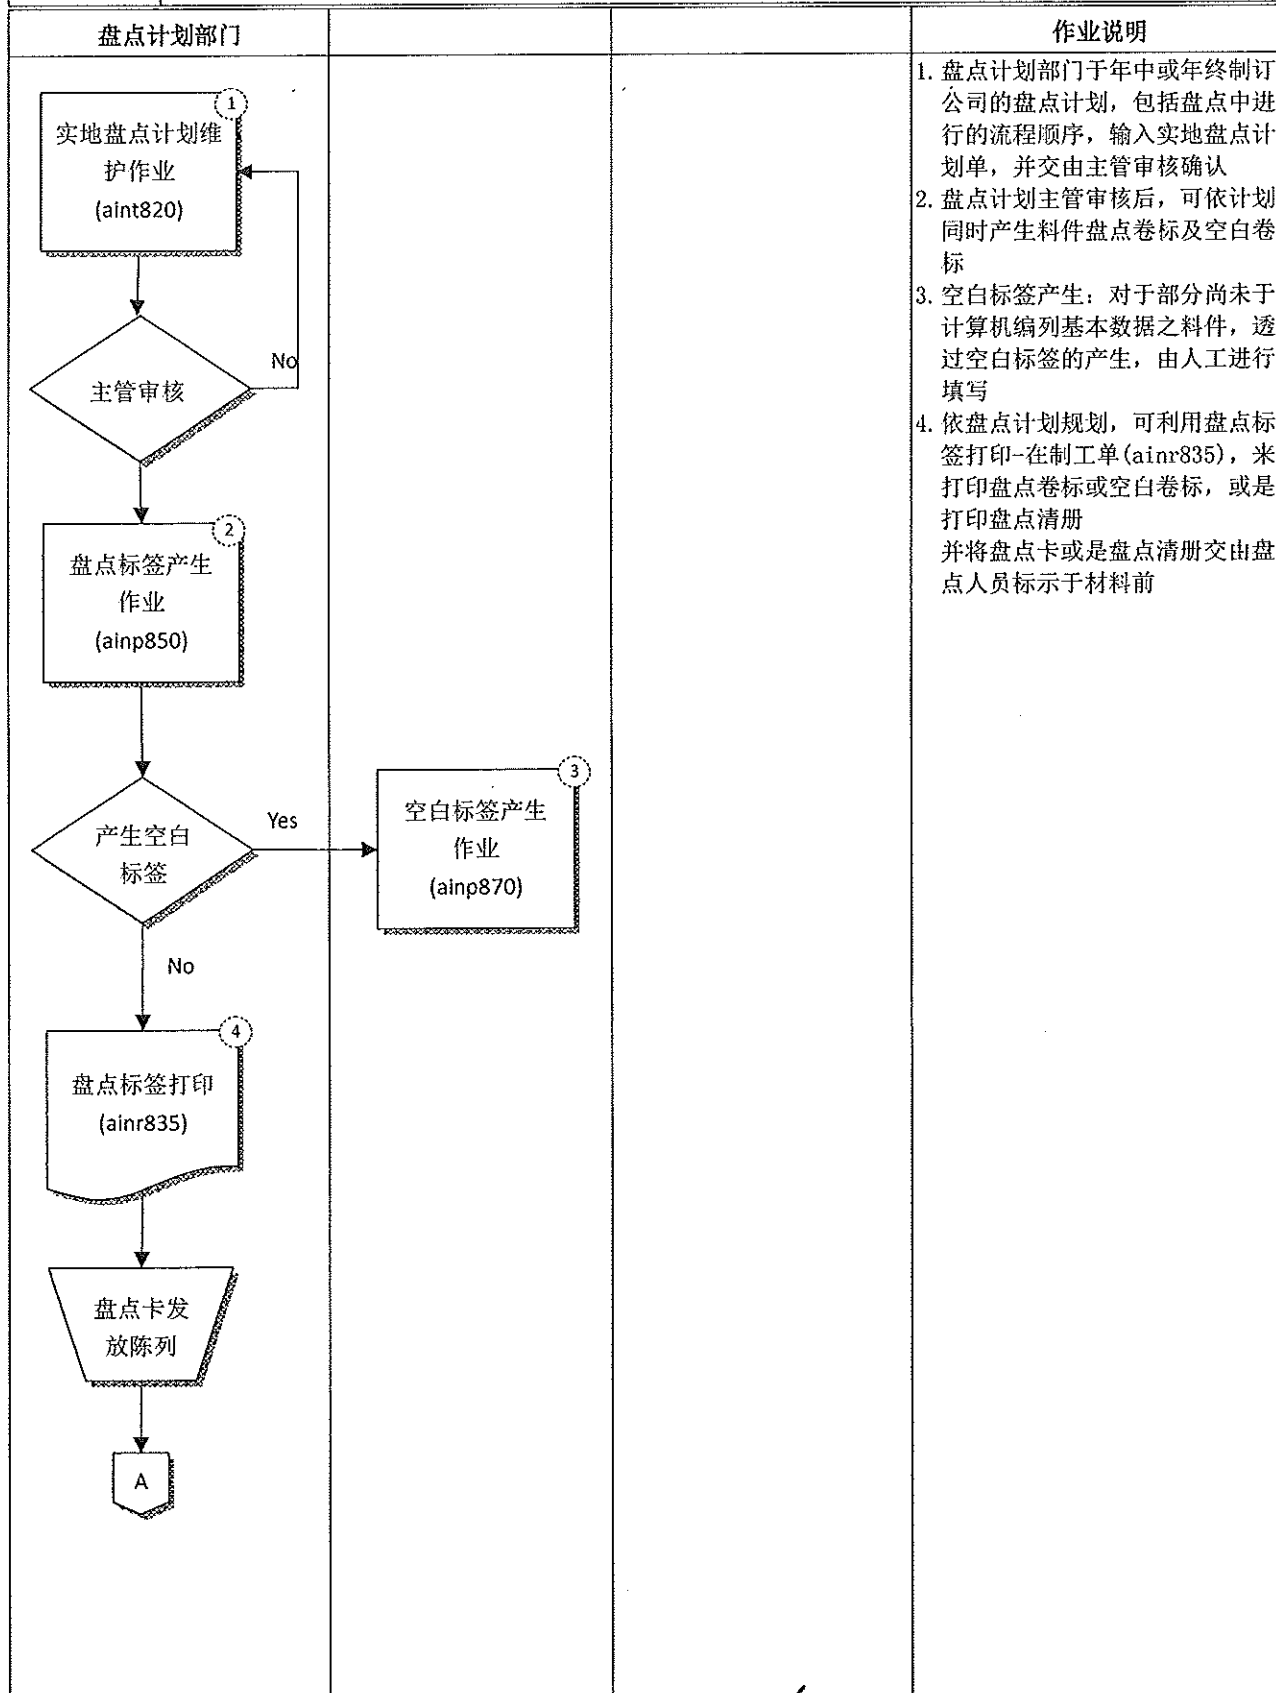 盘点计划部门
作业说明
1
实地盘点计划维
护作业
(aint820)
主管审核
No
2
盘点标签产生
作业
(ainp850)
产生空白
标签
Yes
3
空白标签产生
作业
(ainp870)
No
4
盘点标签打印
(ainr835)
盘点卡发
放陈列
A
1. 盘点计划部门于年中或年终制订
公司的盘点计划，包括盘点中进
行的流程顺序，输入实地盘点计
划单，并交由主管审核确认
2. 盘点计划主管审核后，可依计划
同时产生料件盘点卷标及空白卷
标
3. 空白标签产生：对于部分尚未于
计算机编列基本数据之料件，透
过空白标签的产生，由人工进行
填写
4. 依盘点计划规划，可利用盘点标
签打印-在制工单(ainr835)，来
打印盘点卷标或空白卷标，或是
打印盘点清册
并将盘点卡或是盘点清册交由盘
点人员标示于材料前